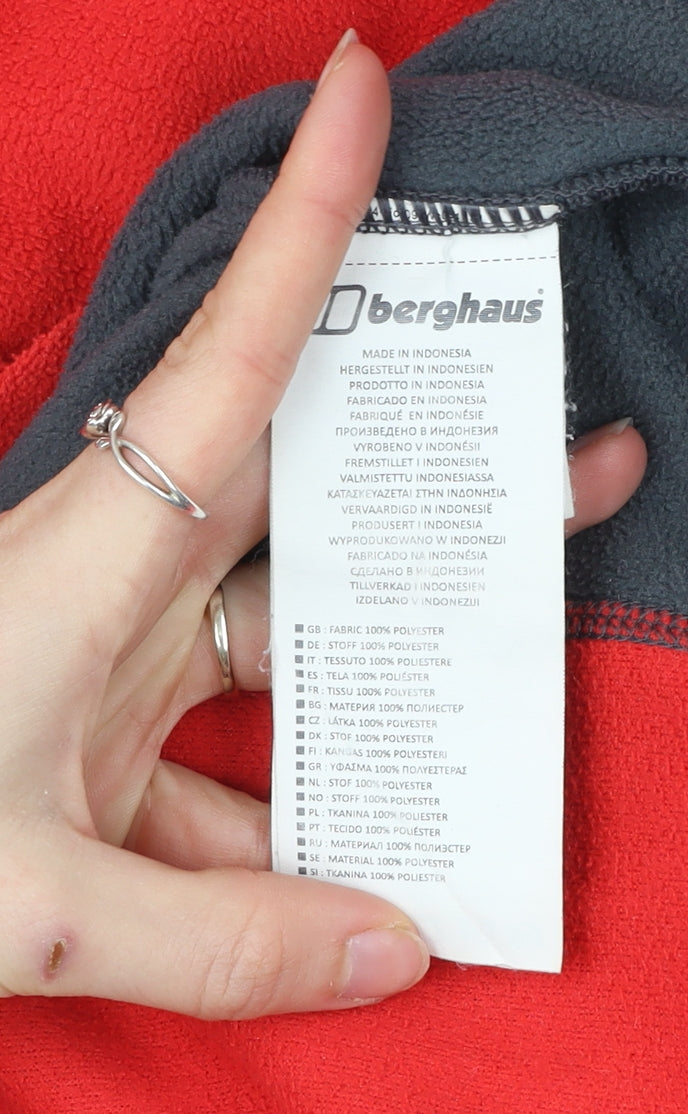 berghaus®
MADE IN INDONESIA
HERGESTELLT IN INDONESIEN
PRODOTTO IN INDONESIA
FABRICADO EN INDONESIA
FABRIQUÉ EN INDONÉSIE
ПРОИЗВЕДЕНО В ИНДОНЕЗИЯ
VYROBENO V INDONÉSII
FREMSTILLET I INDONESIEN
VALMISTETTU INDONESIASSA
ΚΑΤΑΣΚΕΥΑΖΕΤΑΙ ΣΤΗΝ ΙΝΔΟΝΗΣΙΑ
VERVAARDIGD IN INDONESIË
PRODUSERT I INDONESIA
WYPRODUKOWANO W INDONEZJI
FABRICADO NA INDONÉSIA
СДЕЛАНО В ИНДОНЕЗИИ
TILLVERKAD I INDONESIEN
IZDELANO V INDONEZIJI
GB : FABRIC 100% POLYESTER
DE : STOFF 100% POLYESTER
IT : TESSUTO 100% POLIESTERE
ES : TELA 100% POLIÉSTER
FR : TISSU 100% POLYESTER
BG : МАТЕРИЯ 100% ПОЛИЕСТЕР
CZ : LÁTKA 100% POLYESTER
DK : STOF 100% POLYESTER
FI : KANGAS 100% POLYESTERI
GR : ΥΦΑΣΜΑ 100% ΠΟΛΥΕΣΤΕΡΑΣ
NL : STOF 100% POLYESTER
NO : STOFF 100% POLYESTER
PL : TKANINA 100% POLIESTER
PT : TECIDO 100% POLIÉSTER
RU : МАТЕРИАЛ 100% ПОЛИЭСТЕР
SE : MATERIAL 100% POLYESTER
SI : TKANINA 100% POLIESTER